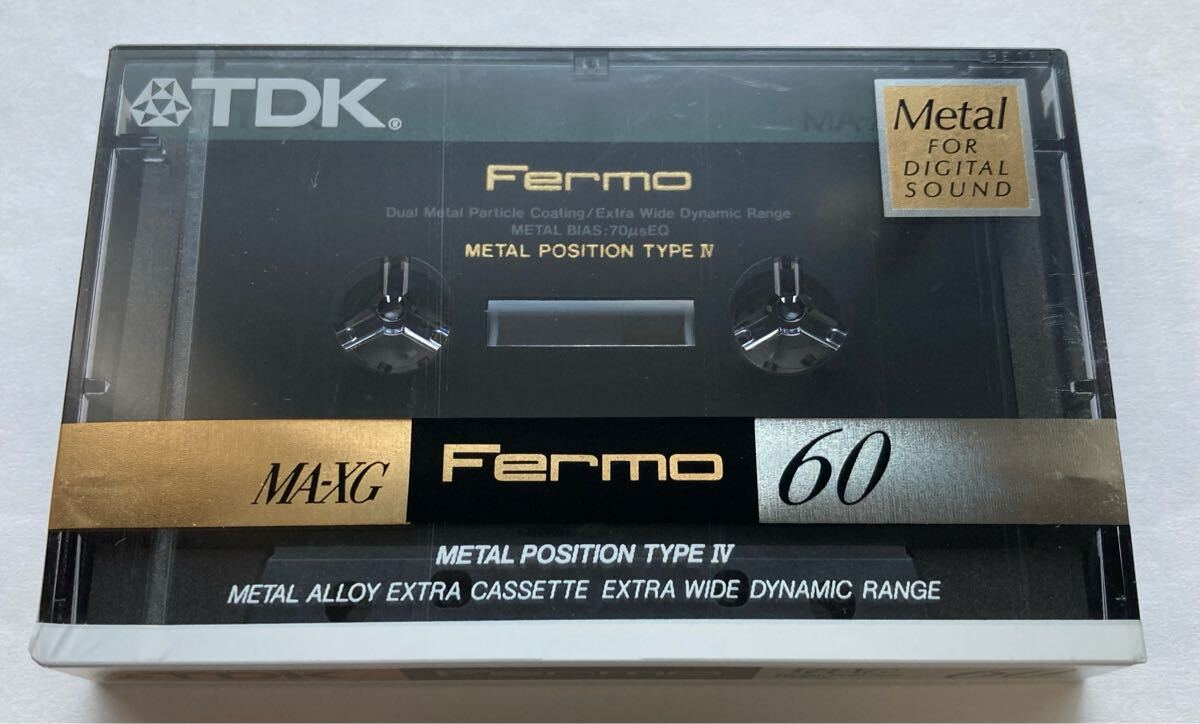 TDK®
Metal
FOR
DIGITAL
SOUND
Fermo
Dual Metal Particle Coating/Extra Wide Dynamic Range
METAL BIAS:70μsEQ
METAL POSITION TYPE IV
MA-XG Fermo 60
METAL POSITION TYPE IV
METAL ALLOY EXTRA CASSETTE EXTRA WIDE DYNAMIC RANGE